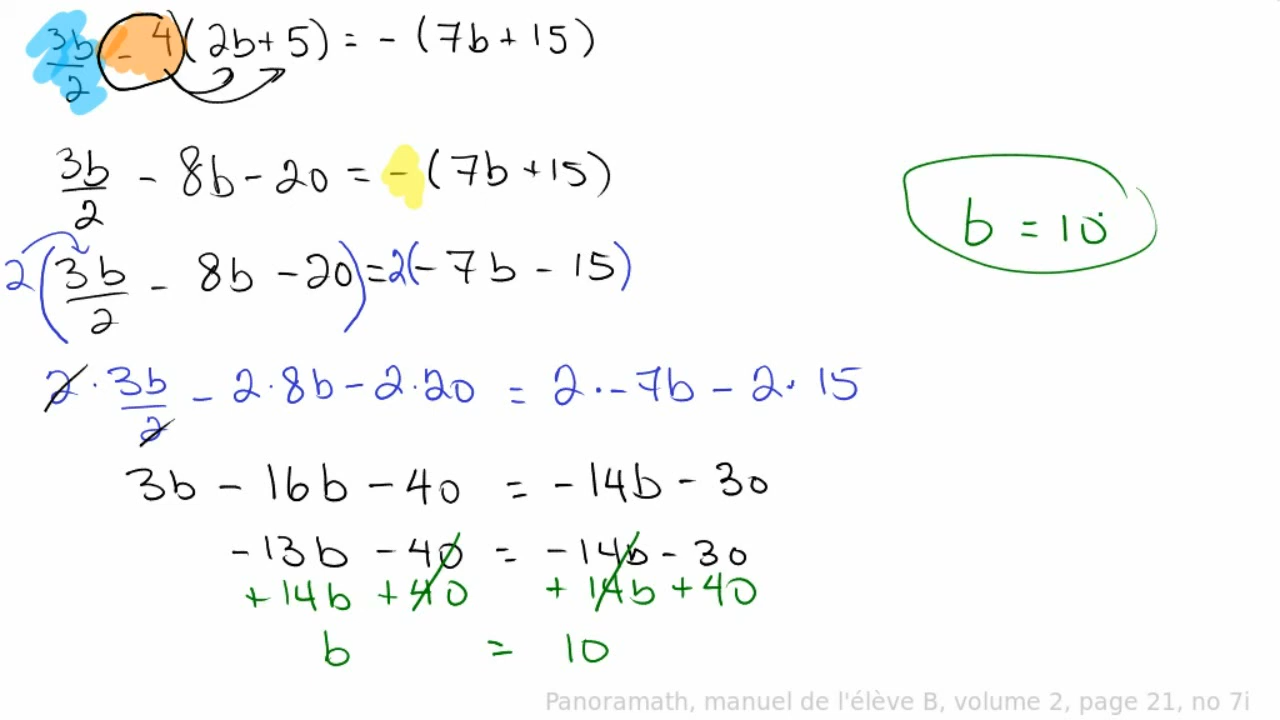 3b/2 - 4(2b+5) = -(7b+15)
3b/2 - 8b - 20 = -(7b+15)
b = 10
2(3b/2 - 8b - 20) = 2(-7b - 15)
2·3b/2 - 2·8b - 2·20 = 2·-7b - 2·15
3b - 16b - 40 = -14b - 30
-13b - 40 = -14b - 30
+14b +40 +14b +40
b = 10
Panoramath, manuel de l'élève B, volume 2, page 21, no 7i